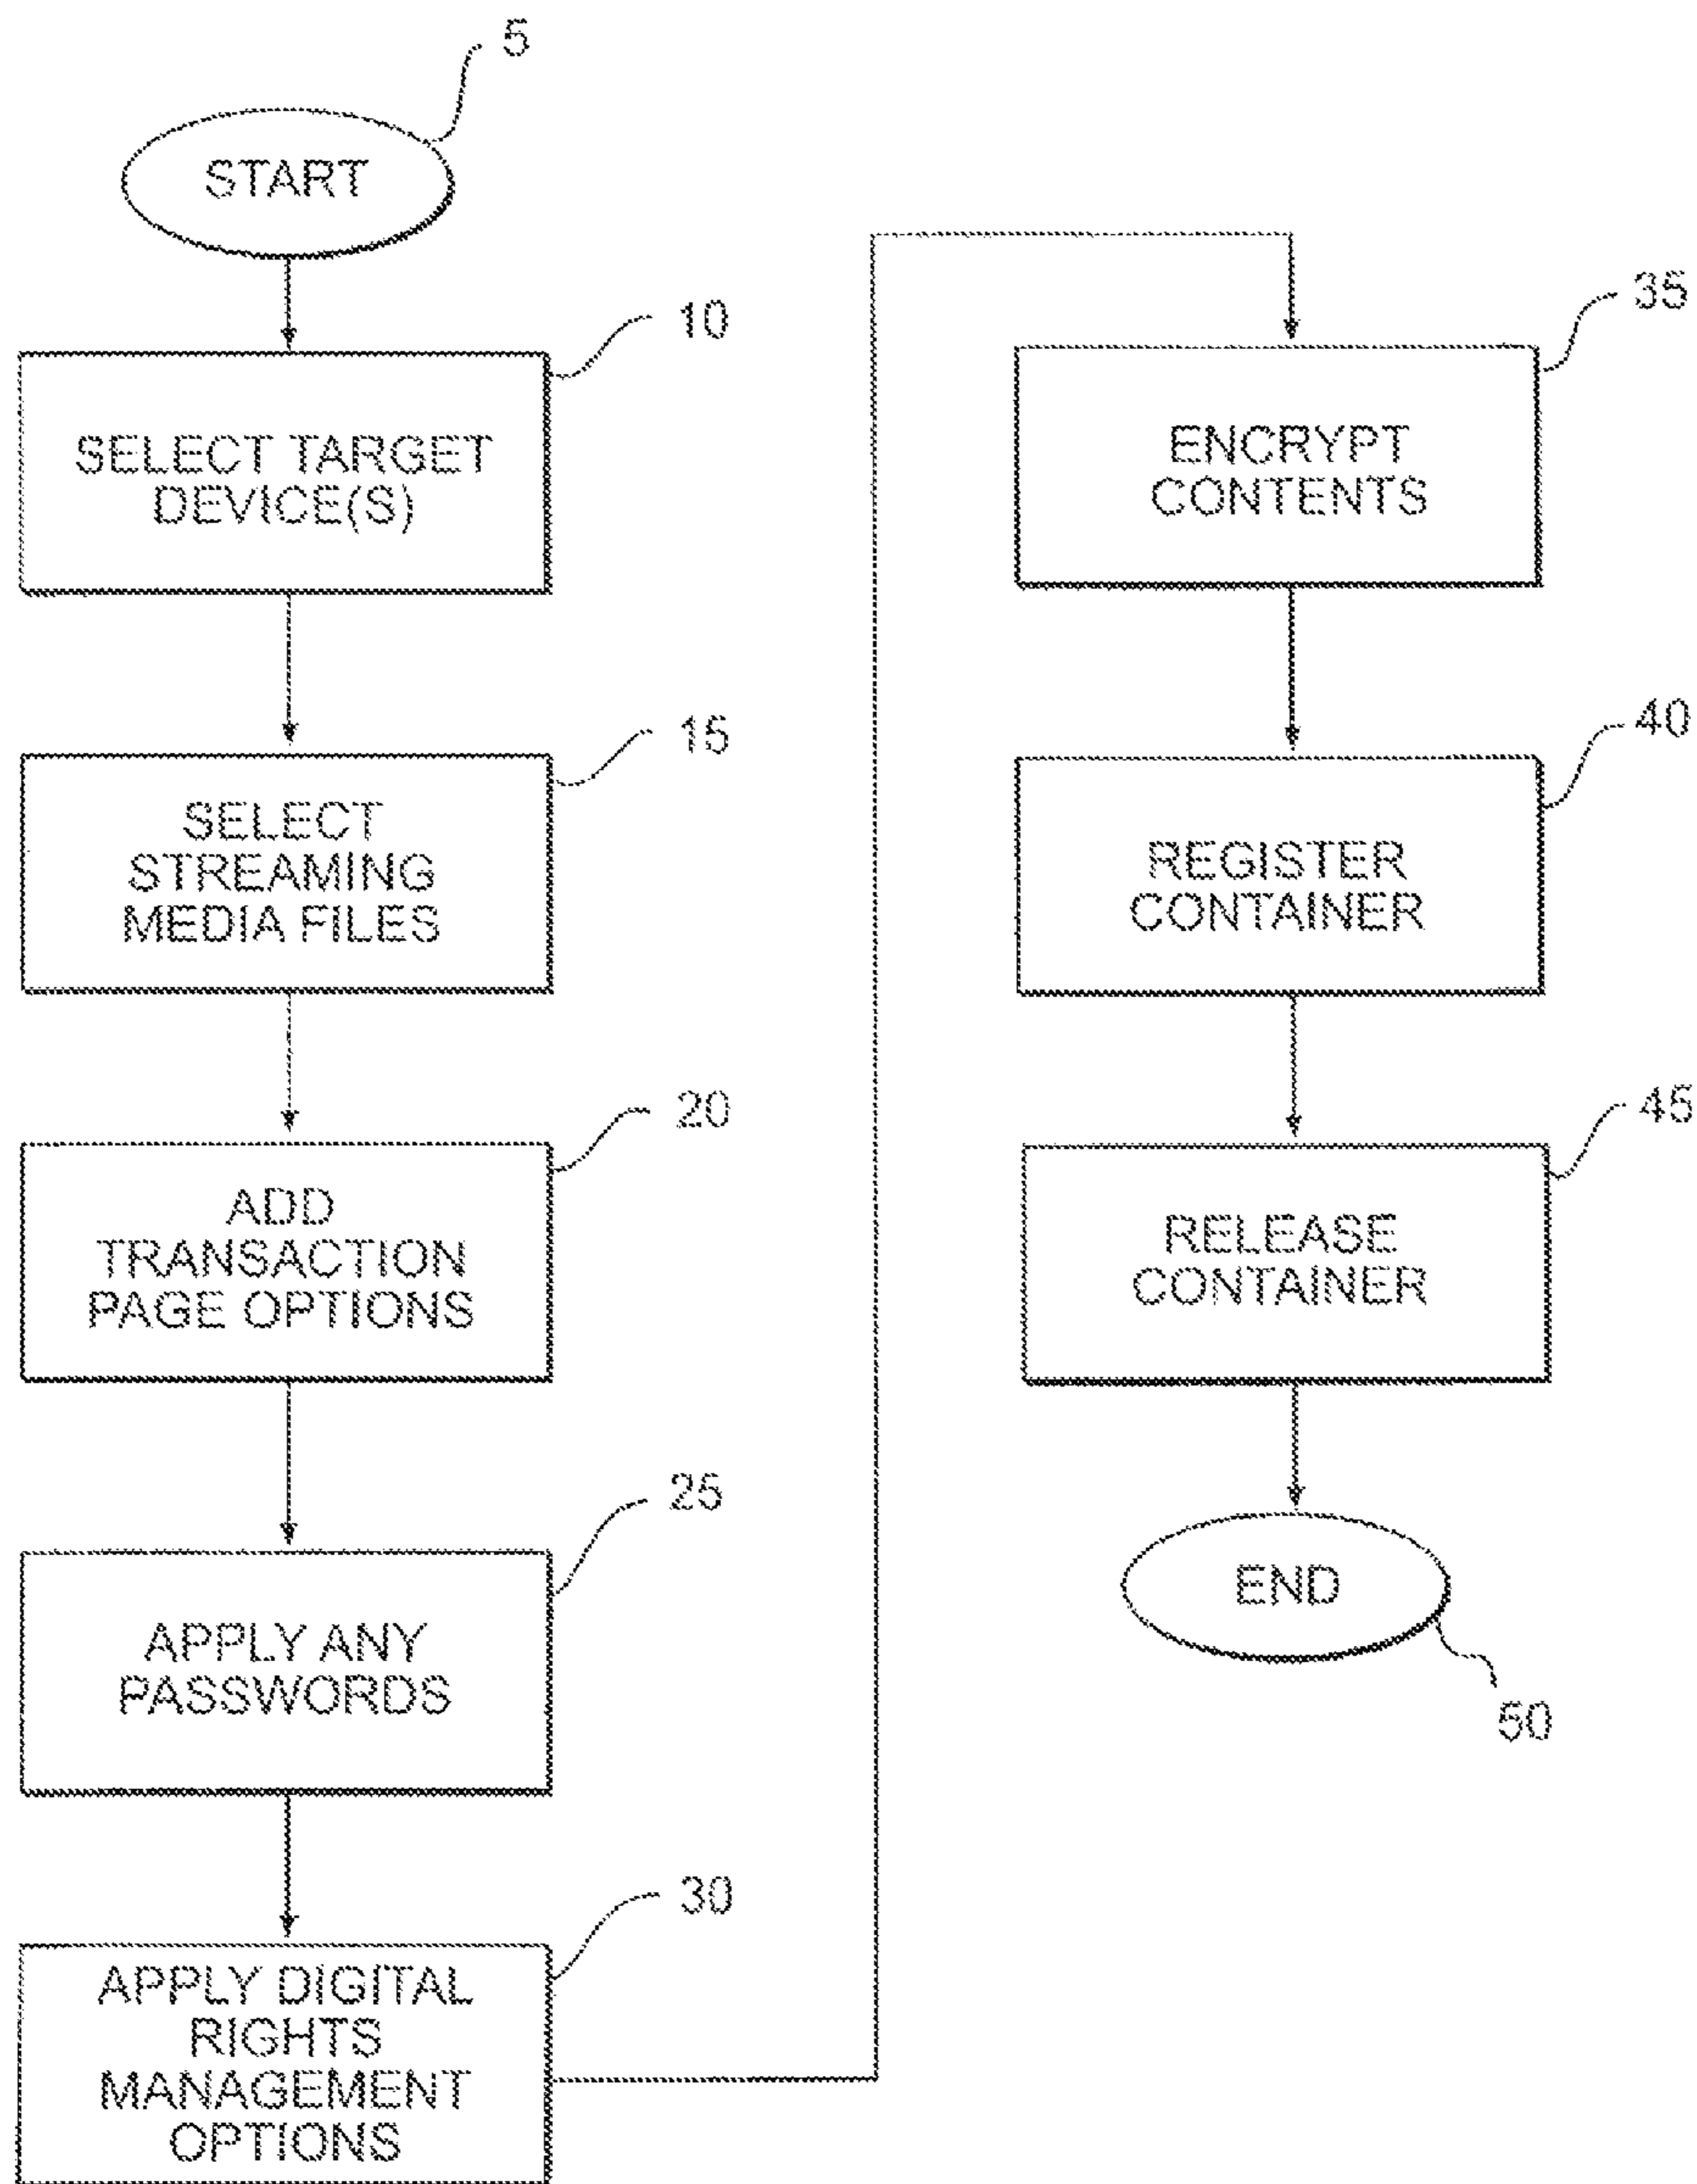 5
START
10
SELECT TARGET
DEVICE(S)
15
SELECT
STREAMING
MEDIA FILES
20
ADD
TRANSACTION
PAGE OPTIONS
25
APPLY ANY
PASSWORDS
30
APPLY DIGITAL
RIGHTS
MANAGEMENT
OPTIONS
35
ENCRYPT
CONTENTS
40
REGISTER
CONTAINER
45
RELEASE
CONTAINER
END
50